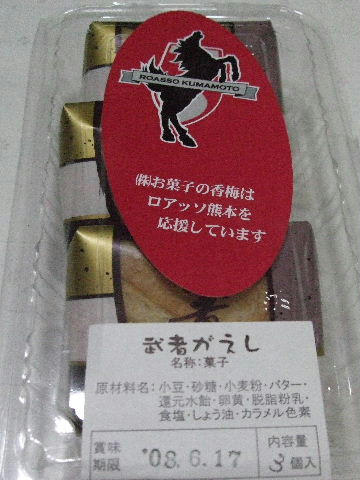 ROASSO KUMAMOTO
㈱お菓子の香梅は
ロアッソ熊本を
応援しています
武者がえし
名称:菓子
原材料名:小豆・砂糖・小麦粉・バター・
還元水飴・卵黄・脱脂粉乳・
食塩・しょう油・カラメル色素
賞味
期限
'08.6.17
内容量
3個入